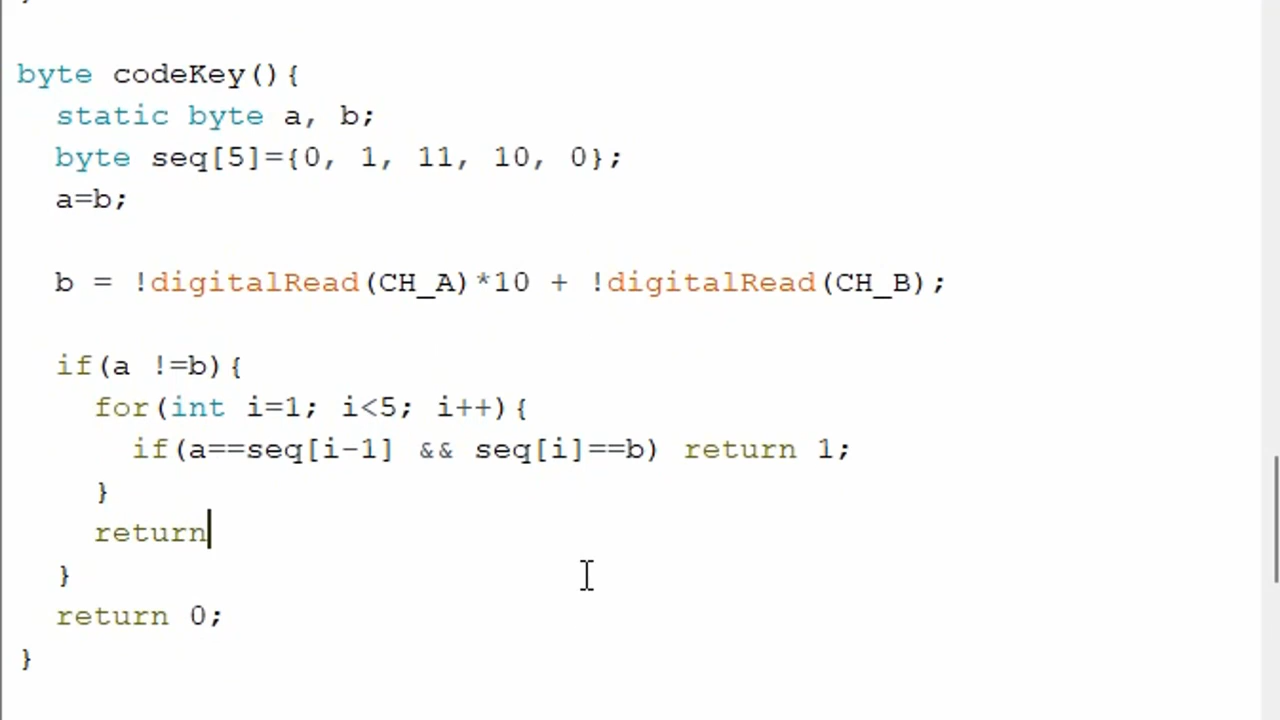 byte codeKey(){
static byte a, b;
byte seq[5]={0, 1, 11, 10, 0};
a=b;
b = !digitalRead(CH_A)*10 + !digitalRead(CH_B);
if(a !=b){
for(int i=1; i<5; i++){
if(a==seq[i-1] && seq[i]==b) return 1;
}
return
}
return 0;
}